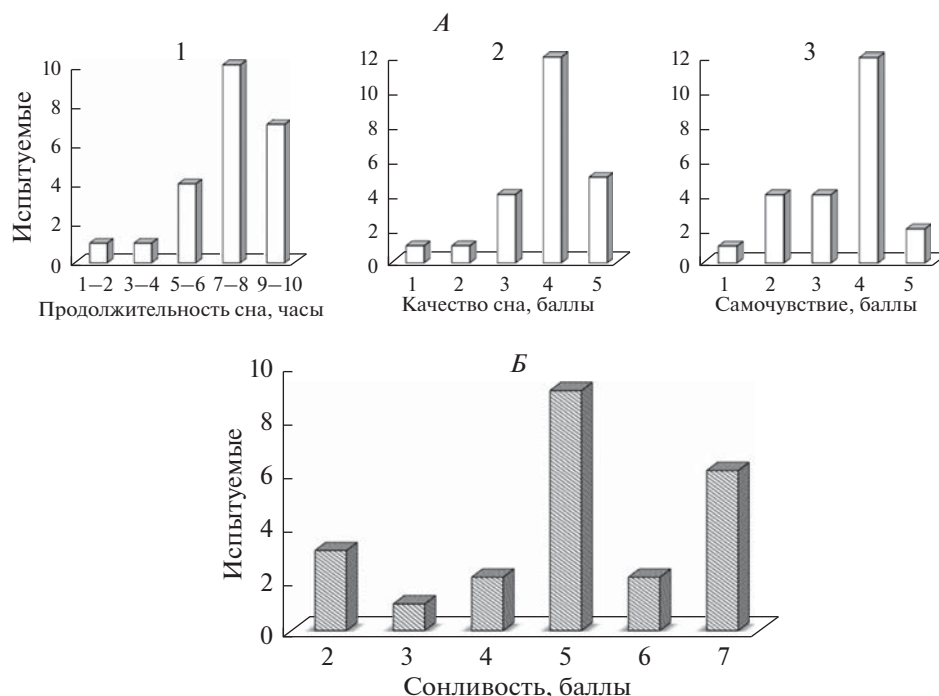 А
1
2
3
Испытуемые
10
8
6
4
2
0
1–2 3–4 5–6 7–8 9–10
Продолжительность сна, часы
12
10
8
6
4
2
0
1 2 3 4 5
Качество сна, баллы
12
10
8
6
4
2
0
1 2 3 4 5
Самочувствие, баллы
Б
Испытуемые
10
8
6
4
2
0
2 3 4 5 6 7
Сонливость, баллы